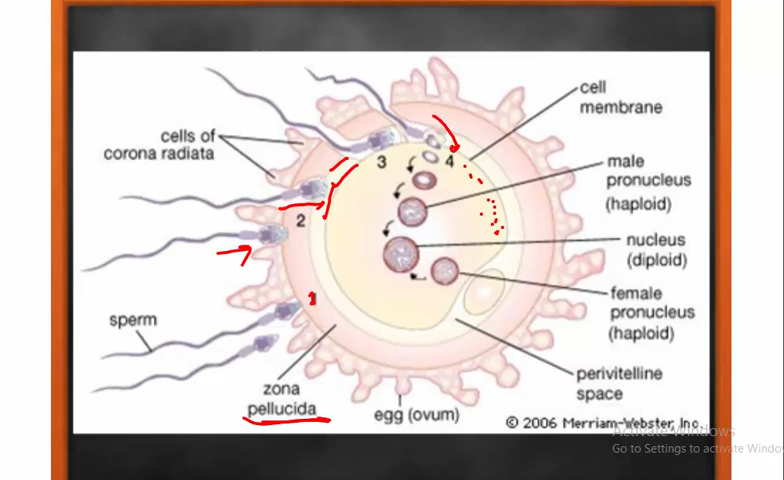 cell
membrane
cells of
corona radiata
3
4
male
pronucleus
(haploid)
2
nucleus
(diploid)
1
female
pronucleus
(haploid)
sperm
zona
pellucida
egg (ovum)
perivitelline
space
© 2006 Merriam-Webster, Inc.
Activate Windows
Go to Settings to activate Windo